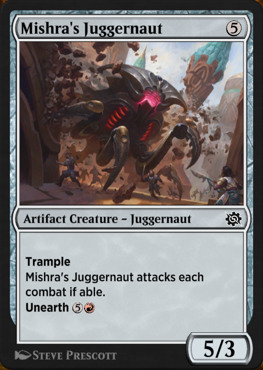 Mishra's Juggernaut 5
Artifact Creature – Juggernaut
Trample
Mishra's Juggernaut attacks each
combat if able.
Unearth 5
5/3
STEVE PRESCOTT